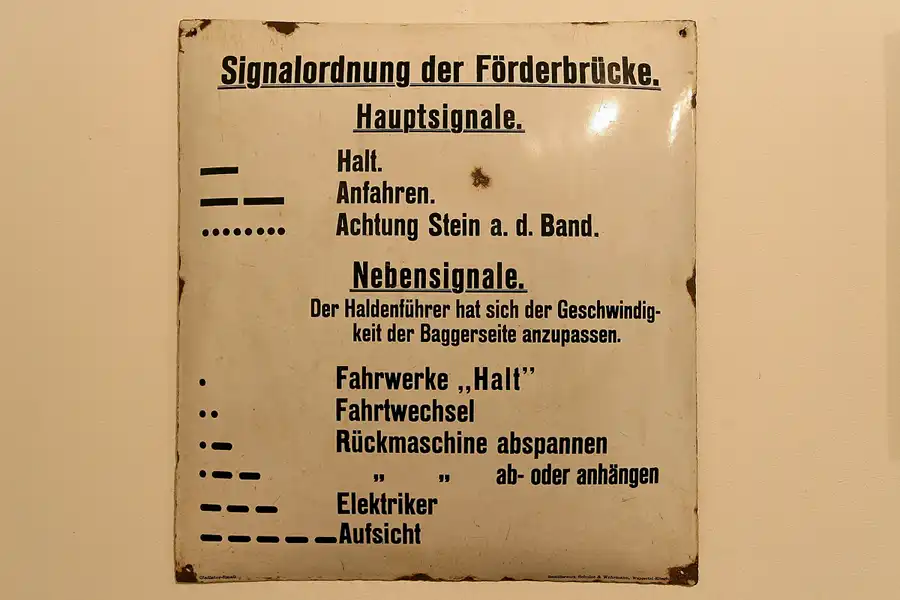 Signalordnung der Förderbrücke.
Hauptsignale.
Halt.
Anfahren.
Achtung Stein a. d. Band.
Nebensignale.
Der Haldenführer hat sich der Geschwindig-
keit der Baggerseite anzupassen.
Fahrwerke „Halt”
Fahrtwechsel
Rückmaschine abspannen
„ „ ab- oder anhängen
Elektriker
Aufsicht